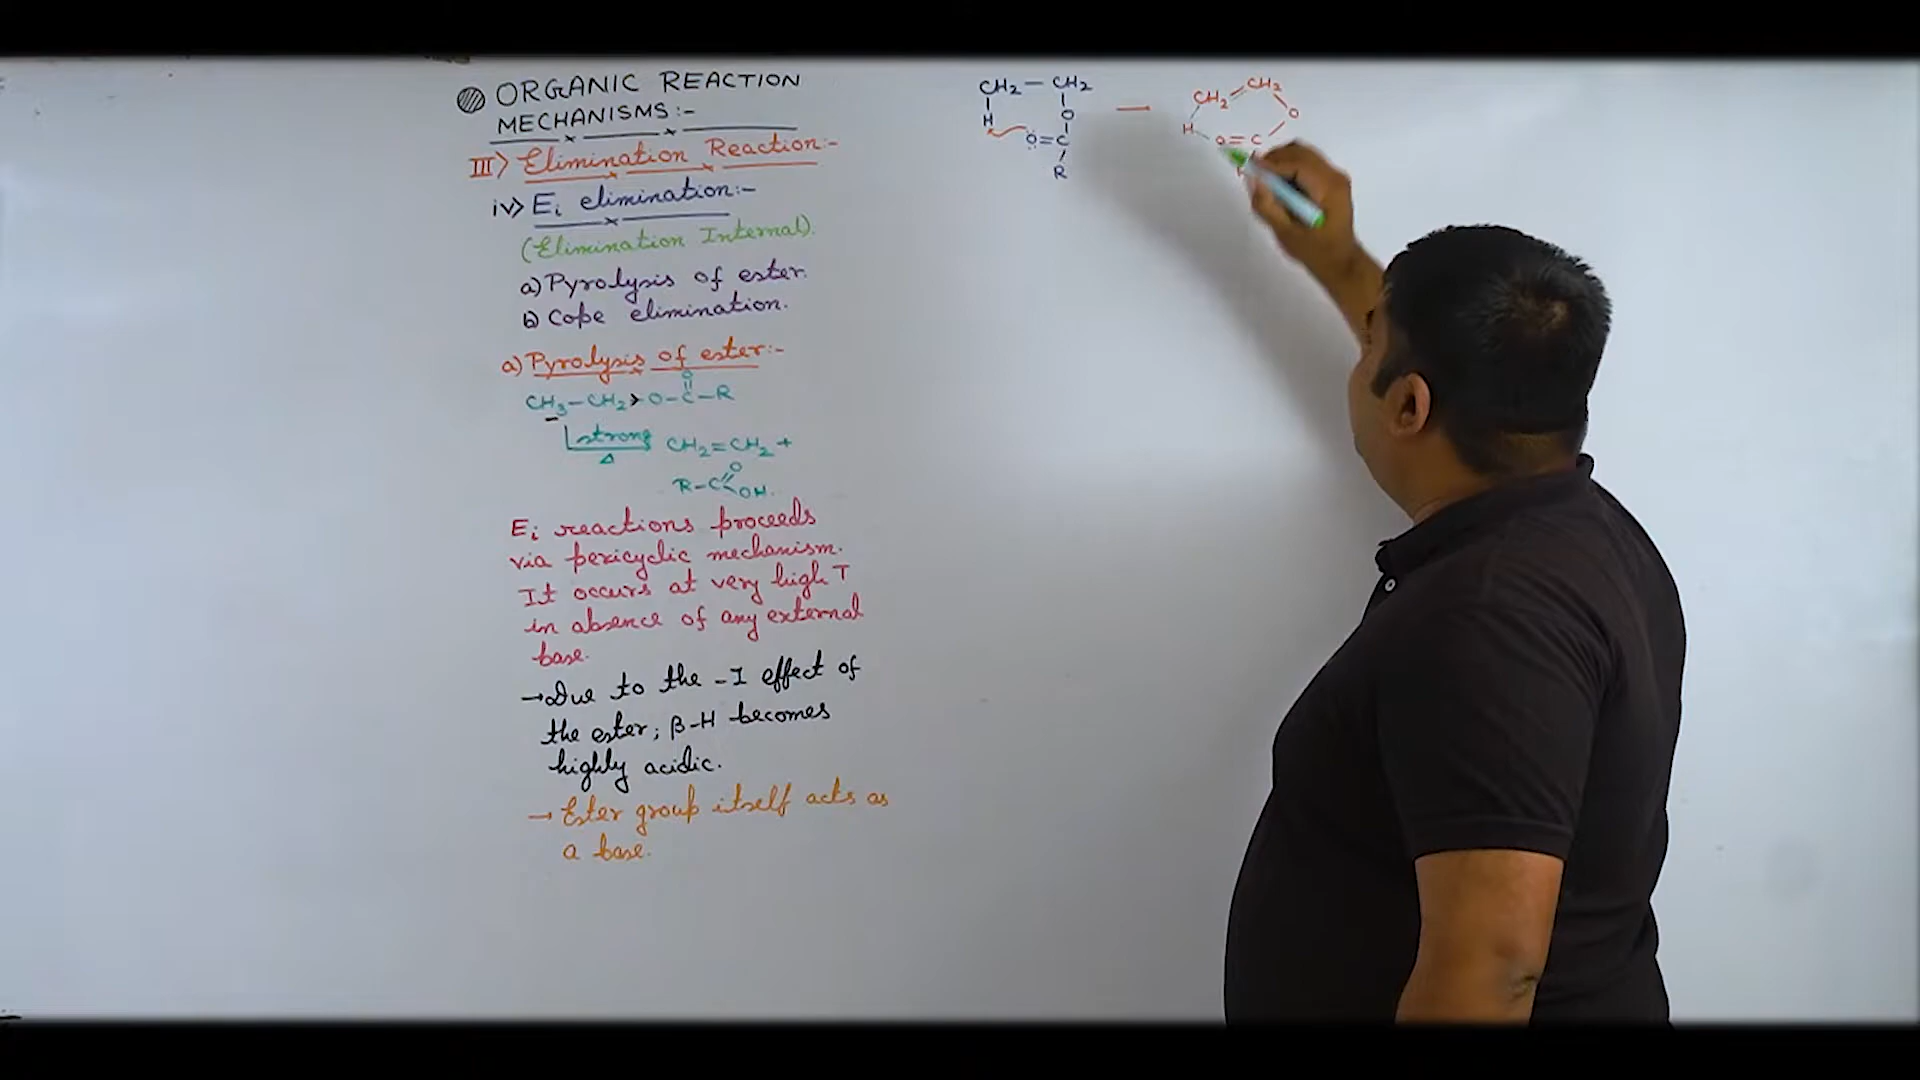 ORGANIC REACTION
MECHANISMS:-
III> Elimination Reaction:-
iv> Ei elimination:-
(Elimination Internal).
a) Pyrolysis of ester.
b) Cope elimination.
a) Pyrolysis of ester:-
O
CH3-CH2-O-C-R
strong CH2=CH2 +
Δ
O
R-C
OH.
Ei reactions proceeds
via pericyclic mechanism.
It occurs at very high T
in absence of any external
base.
→Due to the -I effect of
the ester; β-H becomes
highly acidic.
→ Ester group itself acts as
a base.
CH2-CH2
H O
O=C
R
CH2=CH2
O
H
O=C